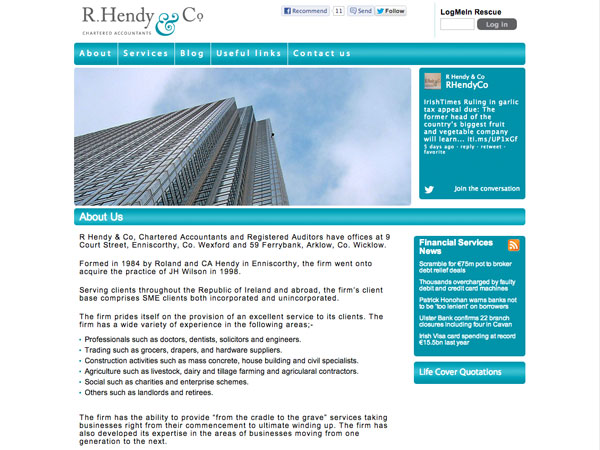 R.Hendy & Co
CHARTERED ACCOUNTANTS
Recommend 11 Send Follow
LogMeIn Rescue
Log in
About Services Blog Useful links Contact us
R Hendy & Co
RHendyCo
IrishTimes Ruling in garlic
tax appeal due: The
former head of the
country's biggest fruit
and vegetable company
will learn... iti.ms/UP1xGf
5 days ago · reply · retweet ·
favorite
Join the conversation
About Us
R Hendy & Co, Chartered Accountants and Registered Auditors have offices at 9
Court Street, Enniscorthy, Co. Wexford and 59 Ferrybank, Arklow, Co. Wicklow.
Formed in 1984 by Roland and CA Hendy in Enniscorthy, the firm went onto
acquire the practice of JH Wilson in 1998.
Serving clients throughout the Republic of Ireland and abroad, the firm's client
base comprises SME clients both incorporated and unincorporated.
The firm prides itself on the provision of an excellent service to its clients. The
firm has a wide variety of experience in the following areas;-
• Professionals such as doctors, dentists, solicitors and engineers.
• Trading such as grocers, drapers, and hardware suppliers.
• Construction activities such as mass concrete, house building and civil specialists.
• Agriculture such as livestock, dairy and tillage farming and agricularal contractors.
• Social such as charities and enterprise schemes.
• Others such as landlords and retirees.
The firm has the ability to provide "from the cradle to the grave" services taking
businesses right from their commencement to ultimate winding up. The firm
has also developed its expertise in the areas of businesses moving from one
generation to the next.
Financial Services
News
Scramble for €75m pot to broker
debt relief deals
Thousands overcharged by faulty
debit and credit card machines
Patrick Honohan warns banks not
to be 'too lenient' on borrowers
Ulster Bank confirms 22 branch
closures including four in Cavan
Irish Visa card spending at record
€15.5bn last year
Life Cover Quotations